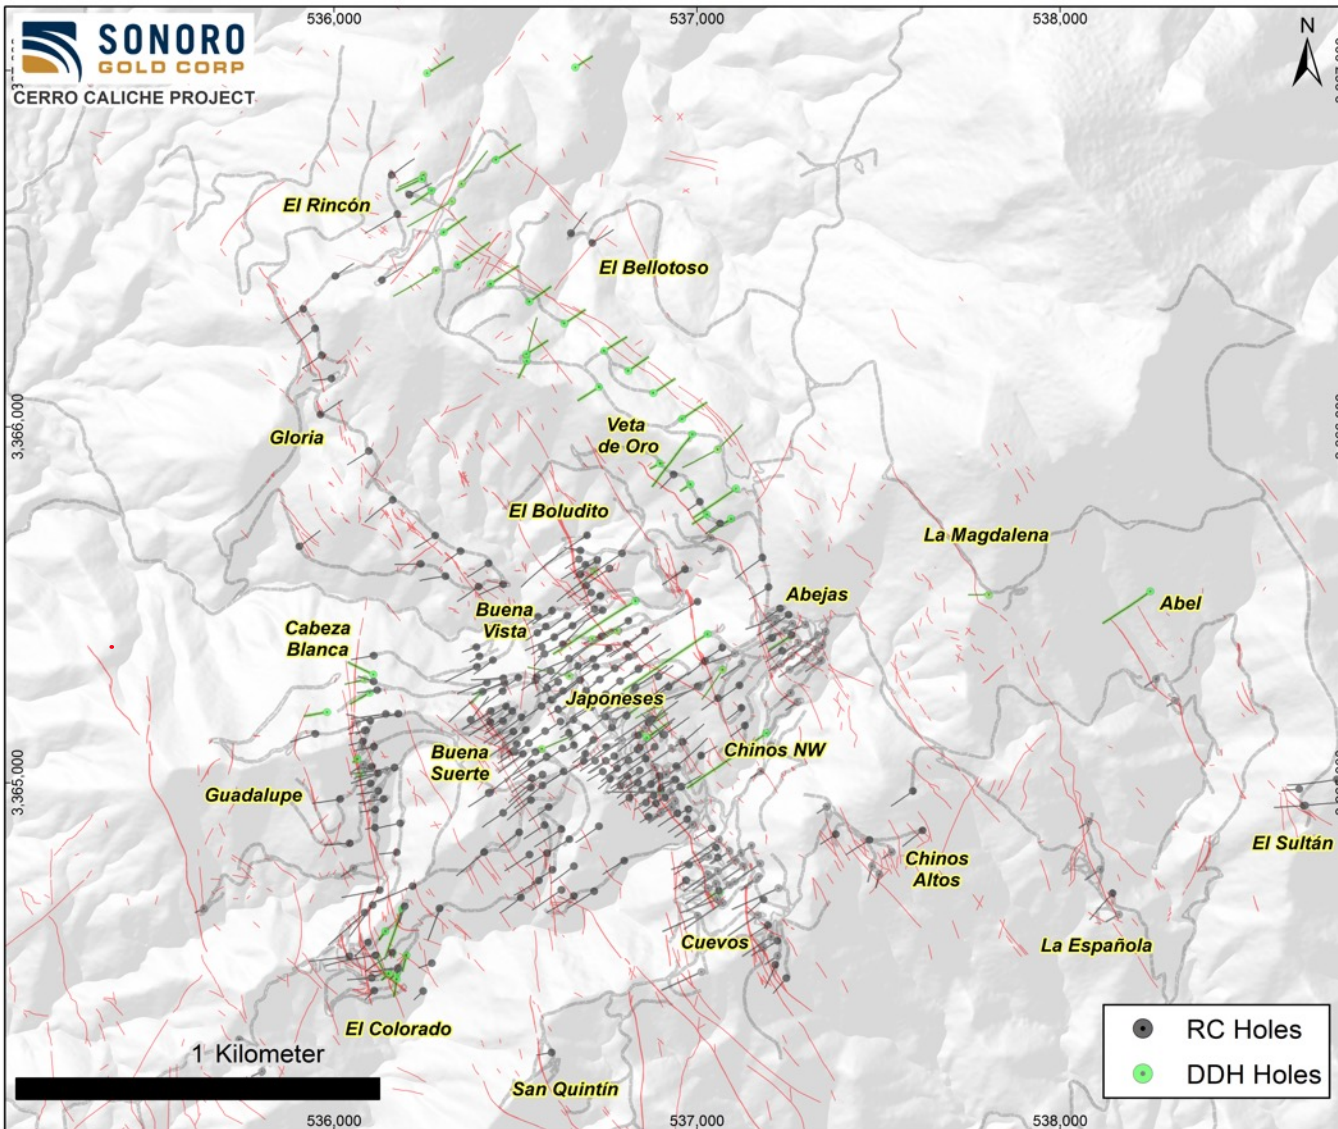 536,000
537,000
538,000
SONORO
GOLD CORP
CERRO CALICHE PROJECT
N
El Rincón
El Bellotoso
3,366,000
Gloria
Veta
de Oro
El Boludito
La Magdalena
Abejas
Abel
Buena
Vista
Cabeza
Blanca
Japoneses
Chinos NW
Buena
Suerte
3,365,000
Guadalupe
El Sultán
Chinos
Altos
Cuevos
La Española
El Colorado
RC Holes
1 Kilometer
DDH Holes
San Quintín
536,000
537,000
538,000